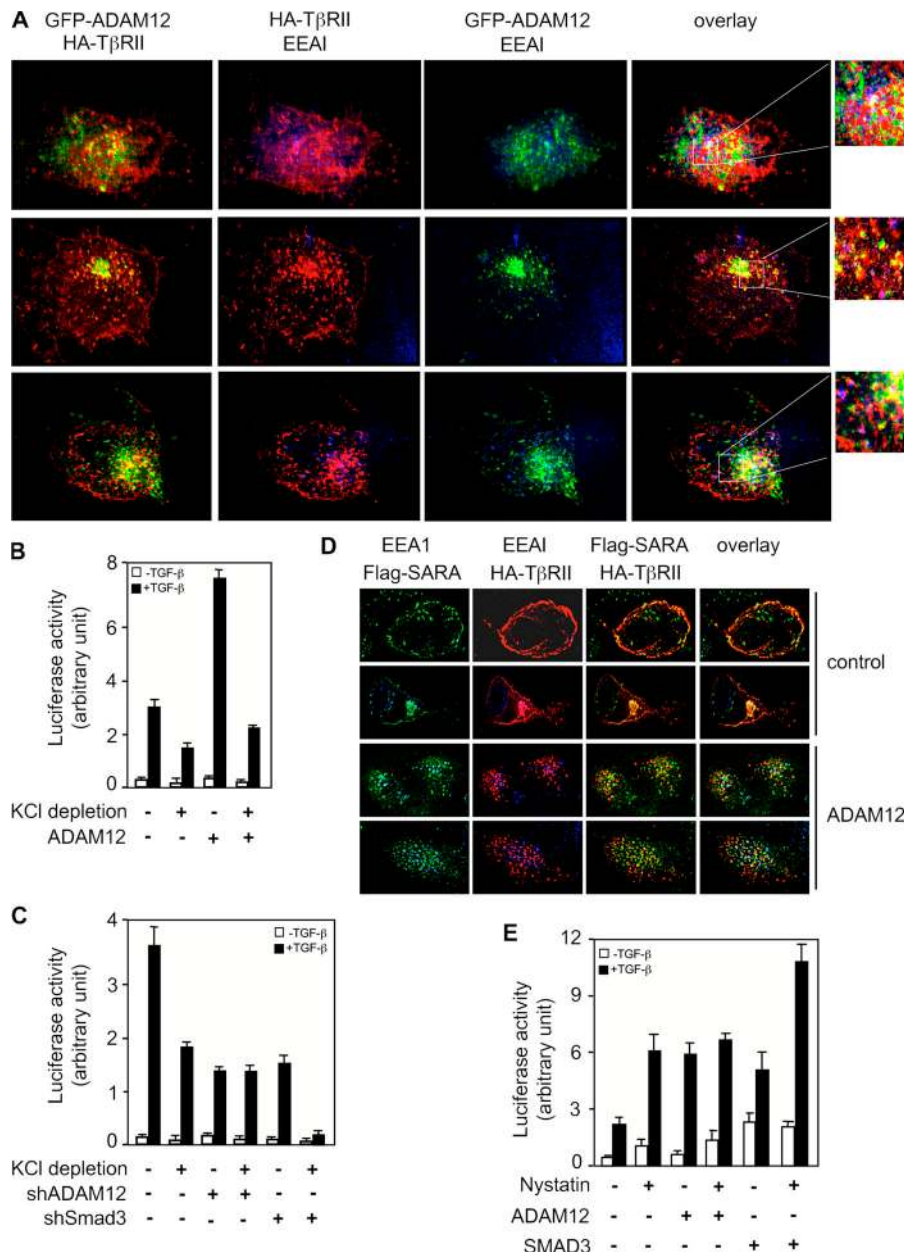 A
GFP-ADAM12 HA-TβRII GFP-ADAM12 overlay
HA-TβRII EEAI EEAI
B
8
6
4
2
0
Luciferase activity
(arbitrary unit)
-TGF-β
+TGF-β
KCl depletion - + - +
ADAM12 - - + +
C
4
3
2
1
0
Luciferase activity
(arbitrary unit)
-TGF-β
+TGF-β
KCl depletion - + - + - +
shADAM12 - - + + - -
shSmad3 - - - - + +
D
EEA1 EEAI Flag-SARA overlay
Flag-SARA HA-TβRII HA-TβRII
control
ADAM12
E
12
9
6
3
0
Luciferase activity
(arbitrary unit)
-TGF-β
+TGF-β
Nystatin - + - + - +
ADAM12 - - + + - -
SMAD3 - - - - + +